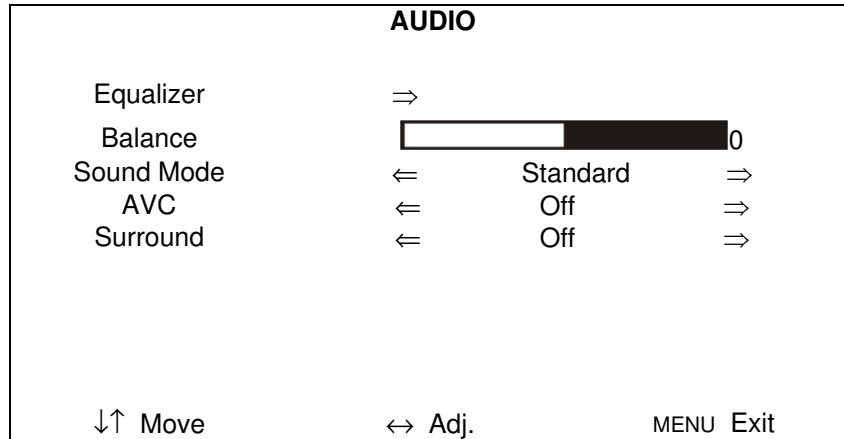 AUDIO
Equalizer ⇒
Balance 0
Sound Mode ⇐ Standard ⇒
AVC ⇐ Off ⇒
Surround ⇐ Off ⇒
↓↑ Move ↔ Adj. MENU Exit